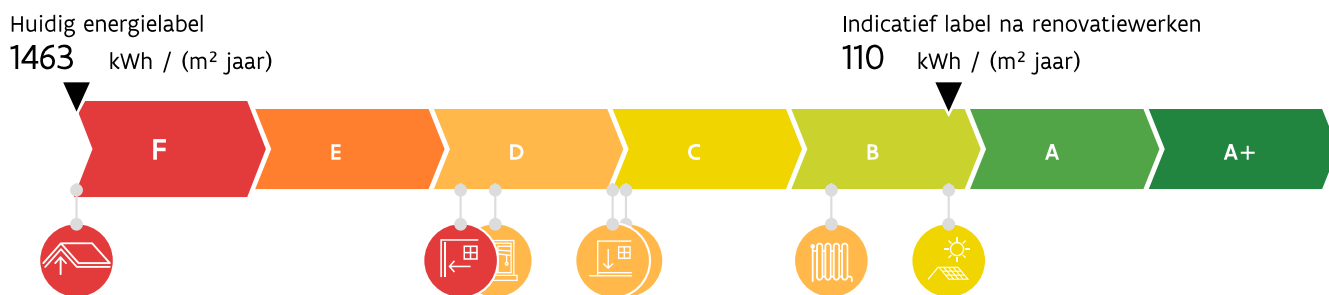 Huidig energielabel
1463 kWh / (m² jaar)
Indicatief label na renovatiewerken
110 kWh / (m² jaar)
F E D C B A A+